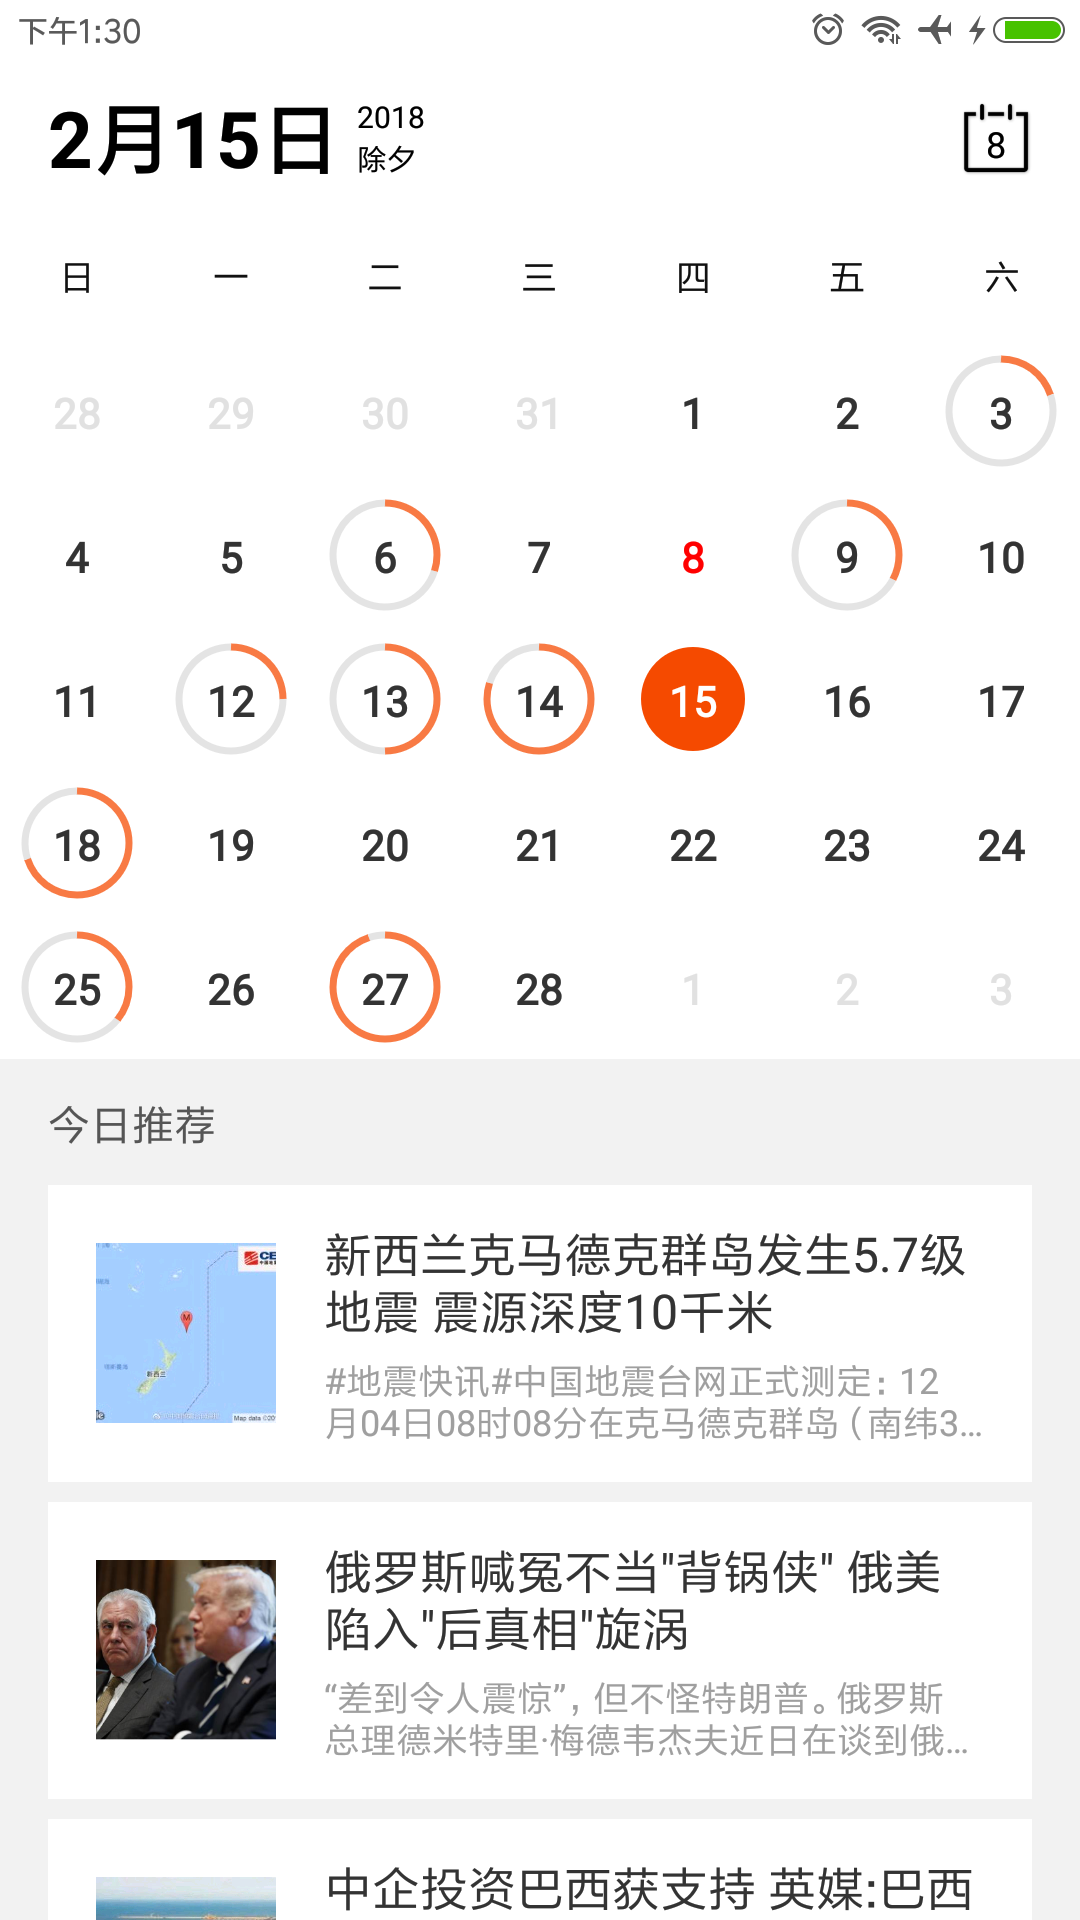 下午1:30
2月15日
2018
除夕
8
日 一 二 三 四 五 六
28 29 30 31 1 2 3
4 5 6 7 8 9 10
11 12 13 14 15 16 17
18 19 20 21 22 23 24
25 26 27 28 1 2 3
今日推荐
新西兰克马德克群岛发生5.7级
地震 震源深度10千米
#地震快讯#中国地震台网正式测定：12
月04日08时08分在克马德克群岛（南纬3...
CE
M
新西兰
Map data ©20
俄罗斯喊冤不当"背锅侠" 俄美
陷入"后真相"旋涡
“差到令人震惊”，但不怪特朗普。俄罗斯
总理德米特里·梅德韦杰夫近日在谈到俄...
中企投资巴西获支持 英媒:巴西